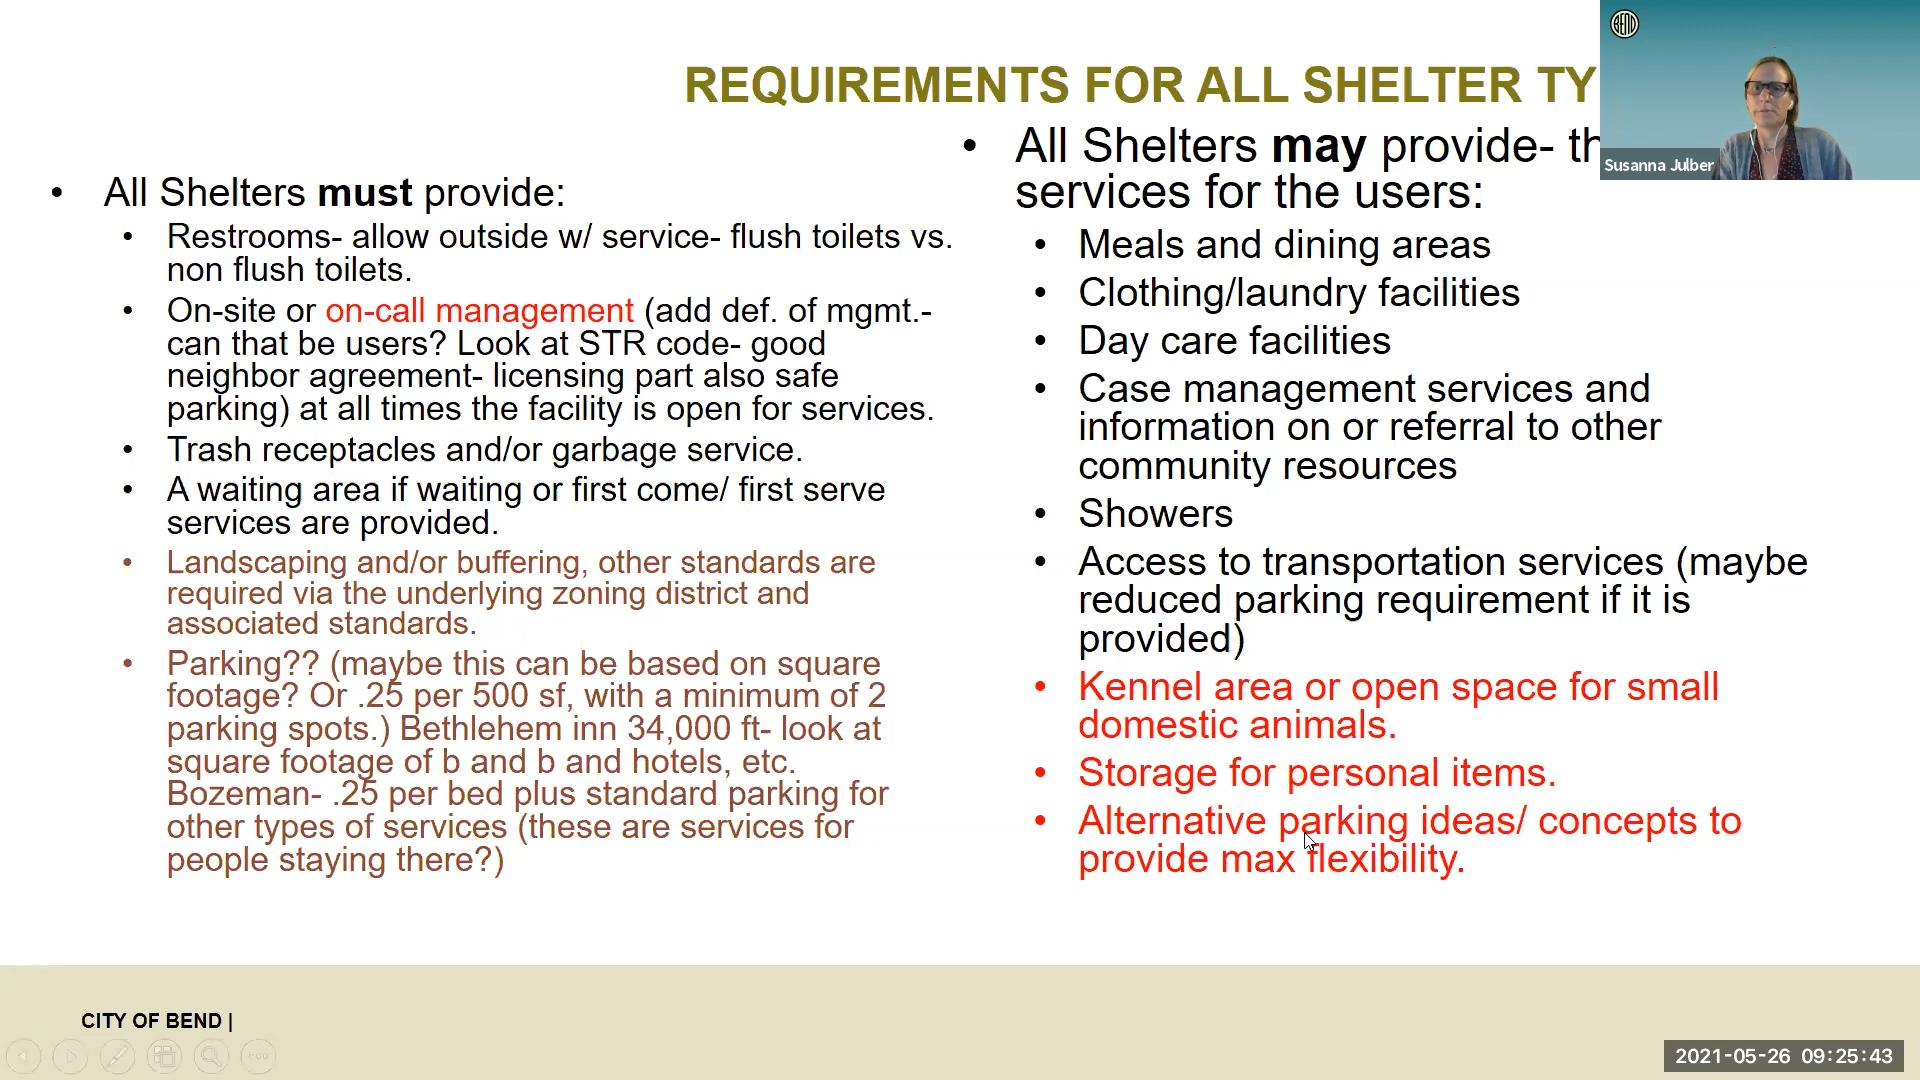 REQUIREMENTS FOR ALL SHELTER TY
BEND
Susanna Julber
• All Shelters must provide:
• Restrooms- allow outside w/ service- flush toilets vs.
non flush toilets.
• On-site or on-call management (add def. of mgmt.-
can that be users? Look at STR code- good
neighbor agreement- licensing part also safe
parking) at all times the facility is open for services.
• Trash receptacles and/or garbage service.
• A waiting area if waiting or first come/ first serve
services are provided.
• Landscaping and/or buffering, other standards are
required via the underlying zoning district and
associated standards.
• Parking?? (maybe this can be based on square
footage? Or .25 per 500 sf, with a minimum of 2
parking spots.) Bethlehem inn 34,000 ft- look at
square footage of b and b and hotels, etc.
Bozeman- .25 per bed plus standard parking for
other types of services (these are services for
people staying there?)
• All Shelters may provide- th
services for the users:
• Meals and dining areas
• Clothing/laundry facilities
• Day care facilities
• Case management services and
information on or referral to other
community resources
• Showers
• Access to transportation services (maybe
reduced parking requirement if it is
provided)
• Kennel area or open space for small
domestic animals.
• Storage for personal items.
• Alternative parking ideas/ concepts to
provide max flexibility.
CITY OF BEND |
2021-05-26 09:25:43